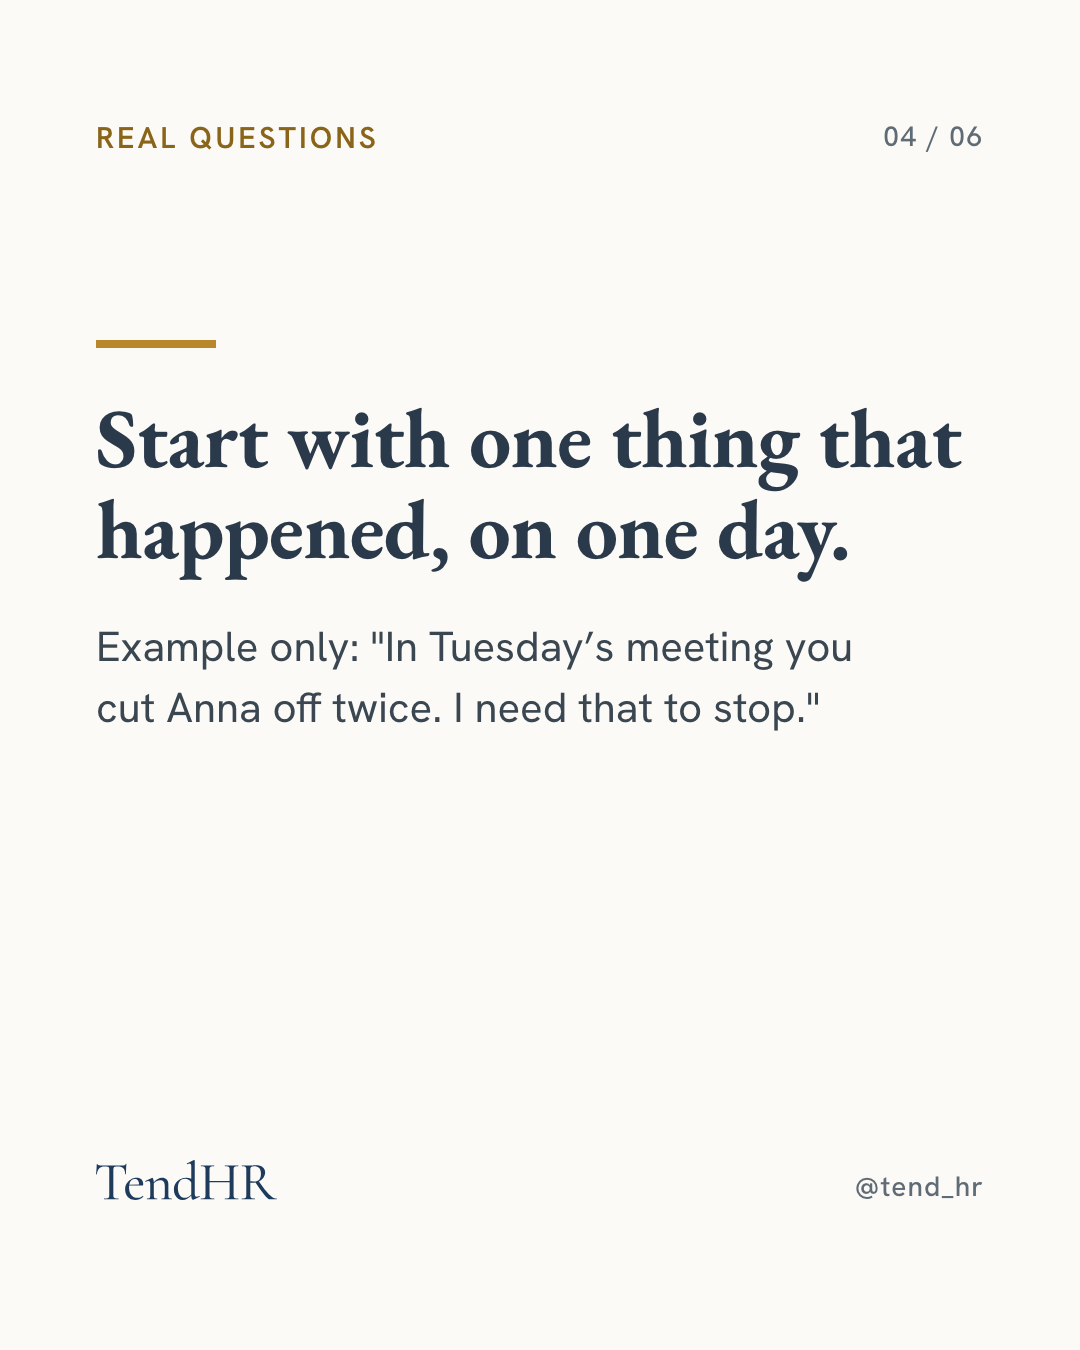 REAL QUESTIONS
04 / 06
Start with one thing that
happened, on one day.
Example only: "In Tuesday’s meeting you
cut Anna off twice. I need that to stop."
TendHR
@tend_hr